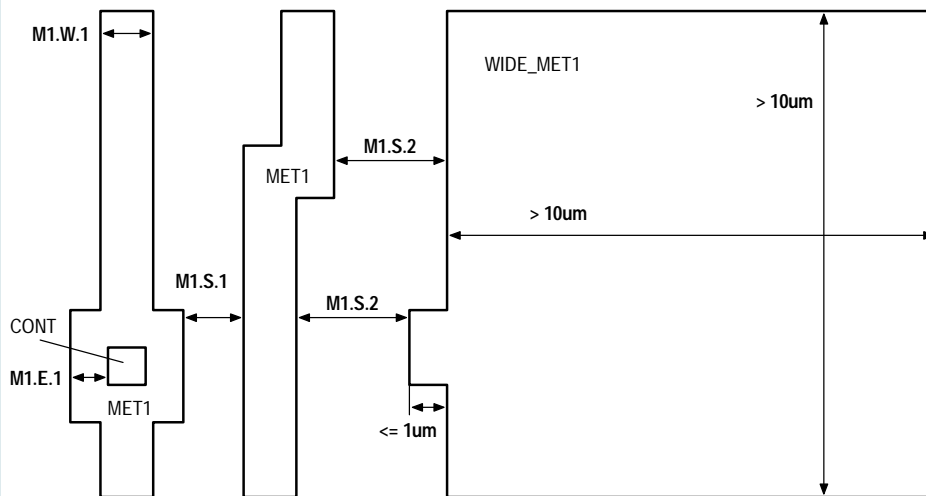 M1.W.1
WIDE_MET1
> 10um
M1.S.2
MET1
> 10um
M1.S.1
M1.S.2
CONT
M1.E.1
MET1
<= 1um